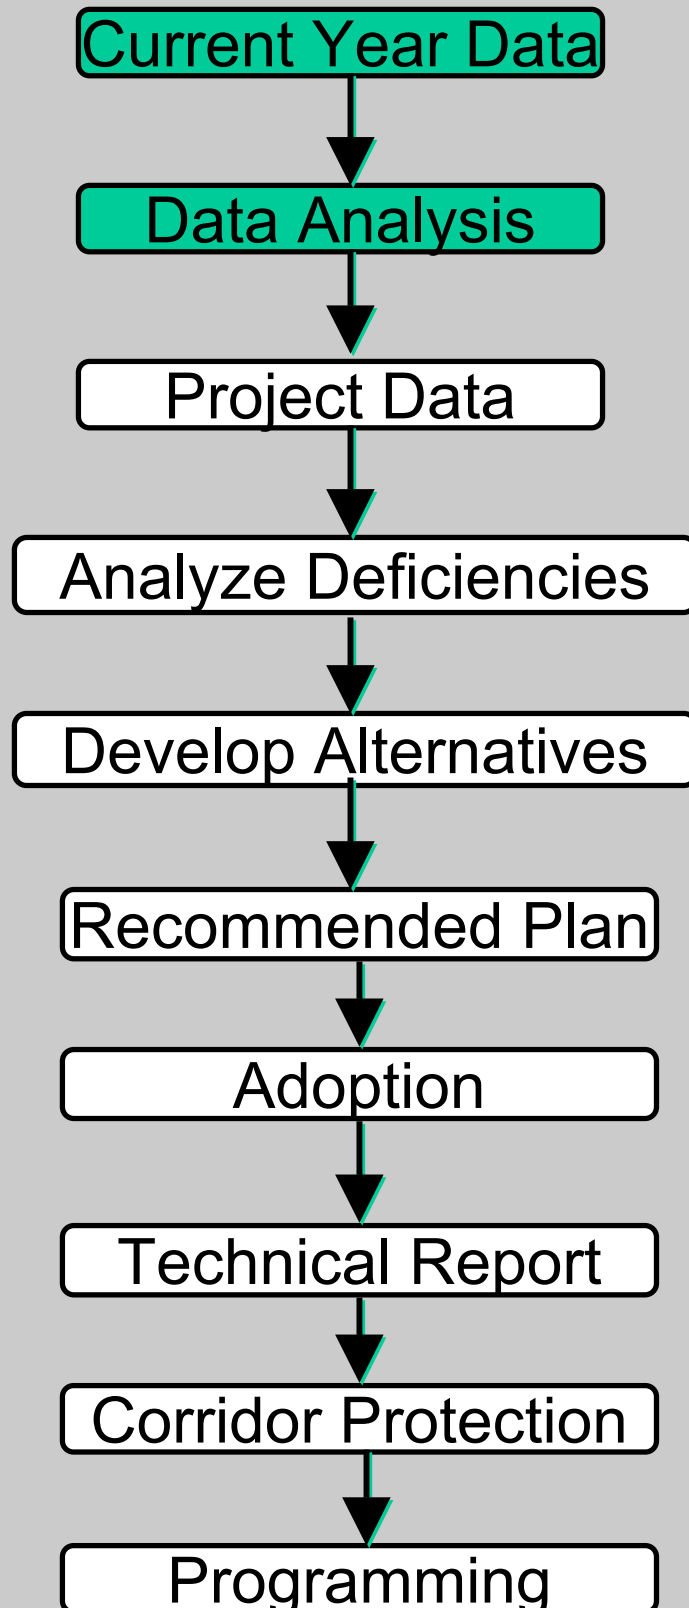 Current Year Data
Data Analysis
Project Data
Analyze Deficiencies
Develop Alternatives
Recommended Plan
Adoption
Technical Report
Corridor Protection
Programming